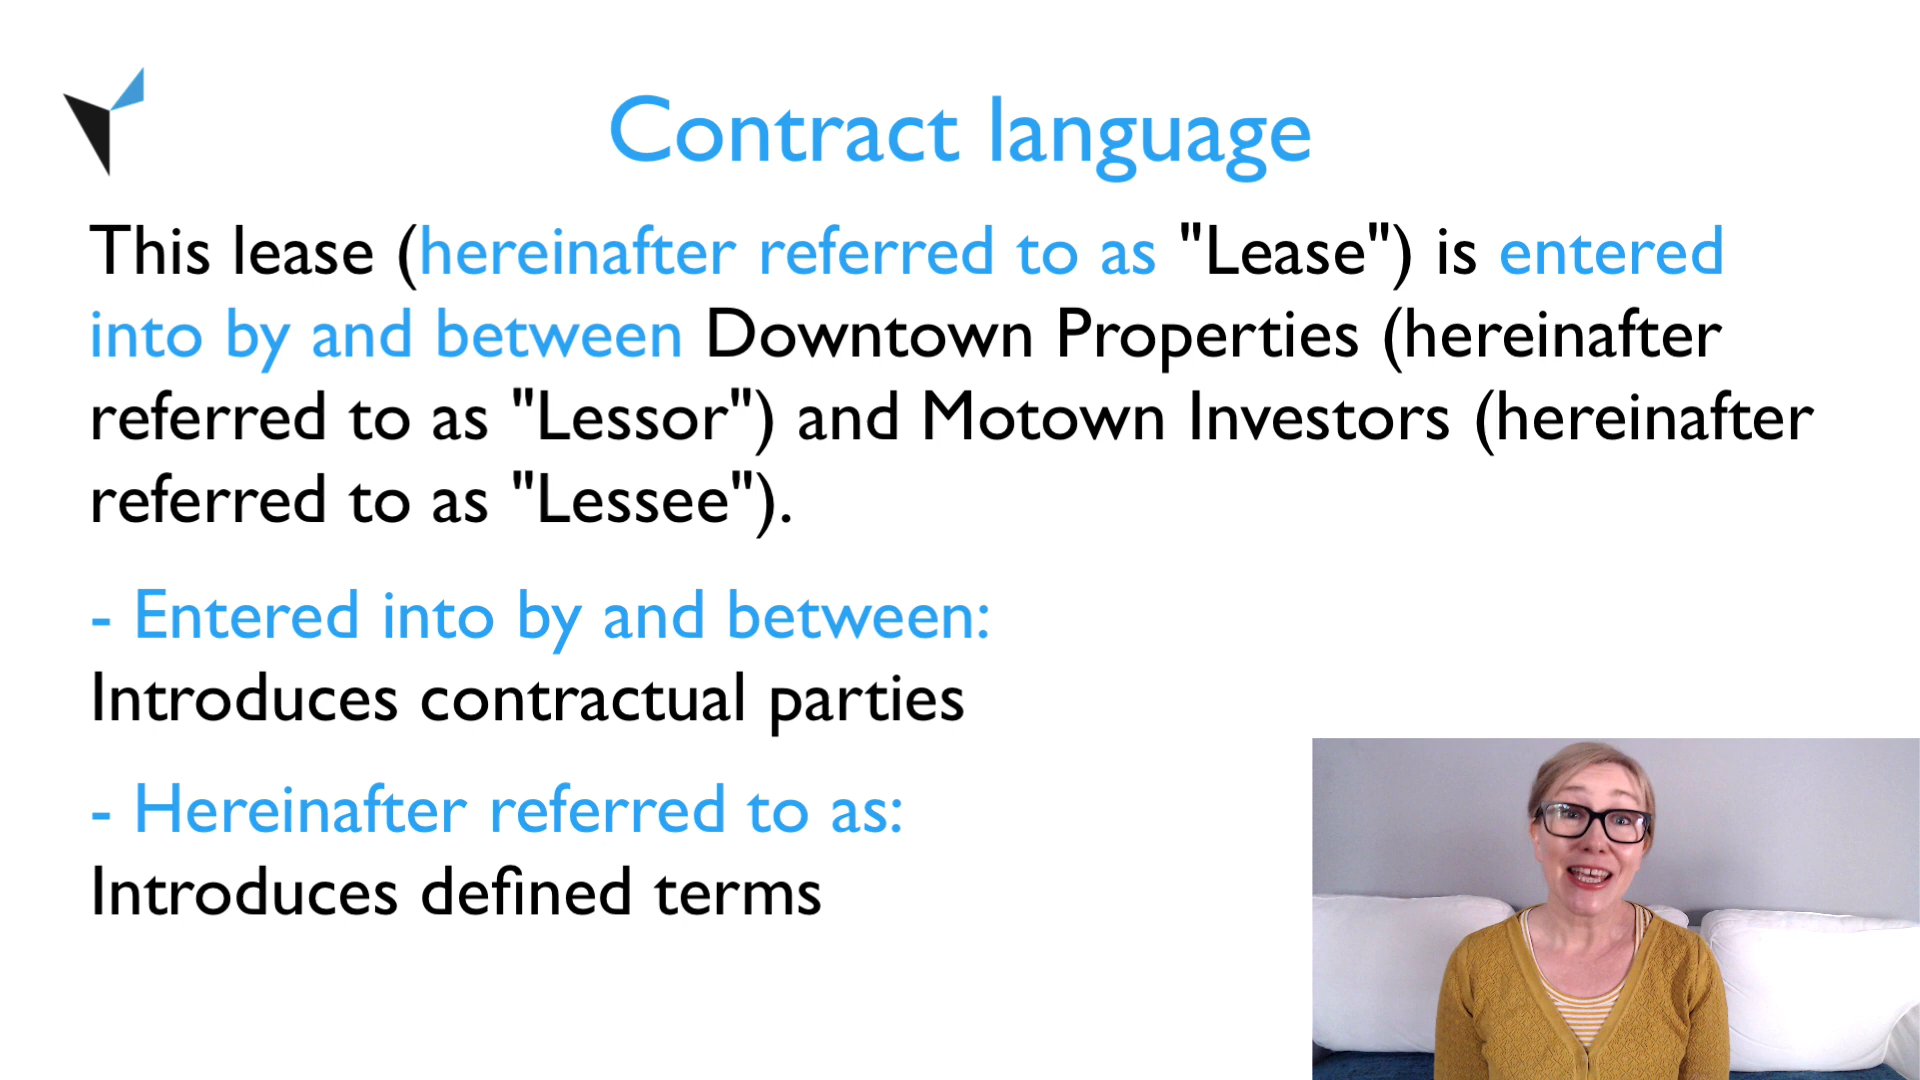 Contract language
This lease (hereinafter referred to as "Lease") is entered
into by and between Downtown Properties (hereinafter
referred to as "Lessor") and Motown Investors (hereinafter
referred to as "Lessee").
- Entered into by and between:
Introduces contractual parties
- Hereinafter referred to as:
Introduces defined terms